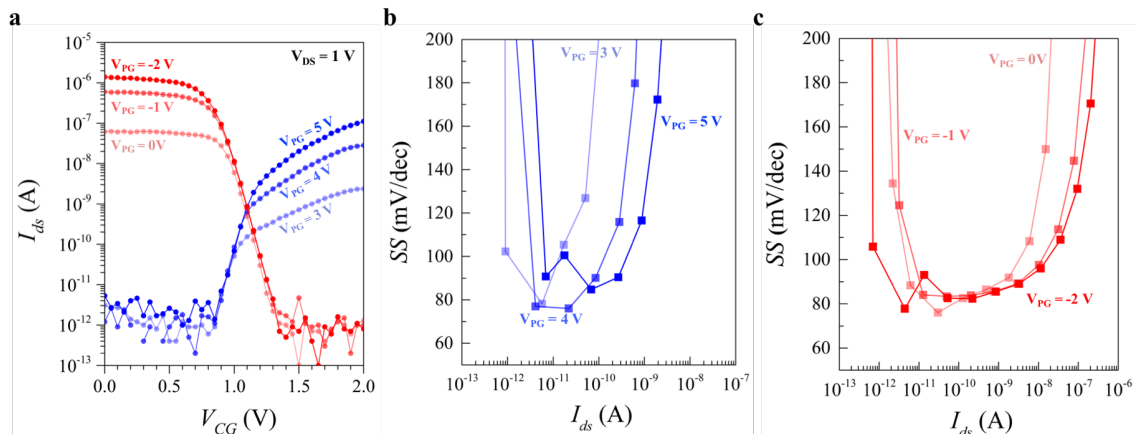 a
b
c
10⁻⁵
10⁻⁶
10⁻⁷
10⁻⁸
10⁻⁹
10⁻¹⁰
10⁻¹¹
10⁻¹²
10⁻¹³
I_ds (A)
V_DS = 1 V
V_PG = -2 V
V_PG = -1 V
V_PG = 0V
V_PG = 5 V
V_PG = 4 V
V_PG = 3 V
0.0 0.5 1.0 1.5 2.0
V_CG (V)
200
180
160
140
120
100
80
60
SS (mV/dec)
V_PG = 3 V
V_PG = 5 V
V_PG = 4 V
10⁻¹³ 10⁻¹² 10⁻¹¹ 10⁻¹⁰ 10⁻⁹ 10⁻⁸ 10⁻⁷
I_ds (A)
200
180
160
140
120
100
80
60
SS (mV/dec)
V_PG = 0V
V_PG = -1 V
V_PG = -2 V
10⁻¹³ 10⁻¹² 10⁻¹¹ 10⁻¹⁰ 10⁻⁹ 10⁻⁸ 10⁻⁷ 10⁻⁶
I_ds (A)